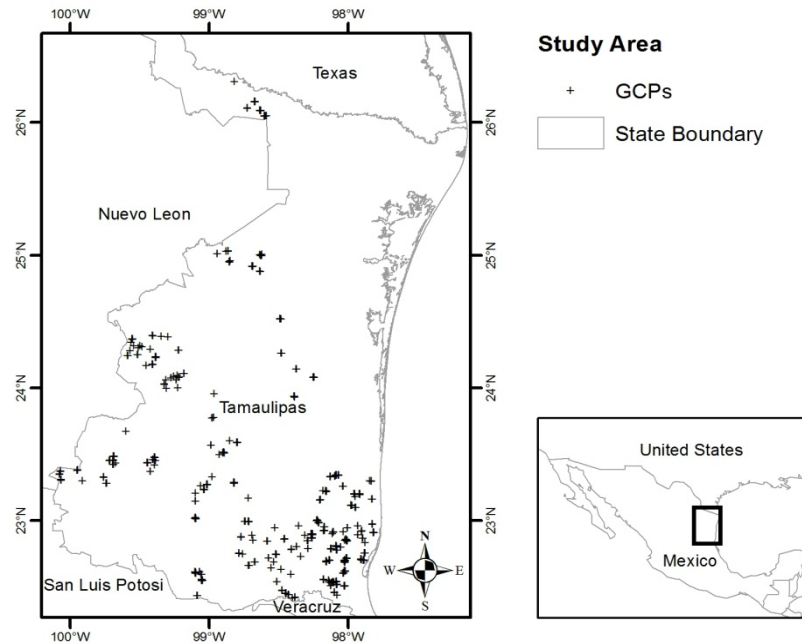 100°W 99°W 98°W
Study Area
Texas
GCPs
26°N 26°N
State Boundary
Nuevo Leon
25°N 25°N
24°N 24°N
Tamaulipas
United States
23°N 23°N
N
Mexico
W E
San Luis Potosi
S
Veracruz
100°W 99°W 98°W